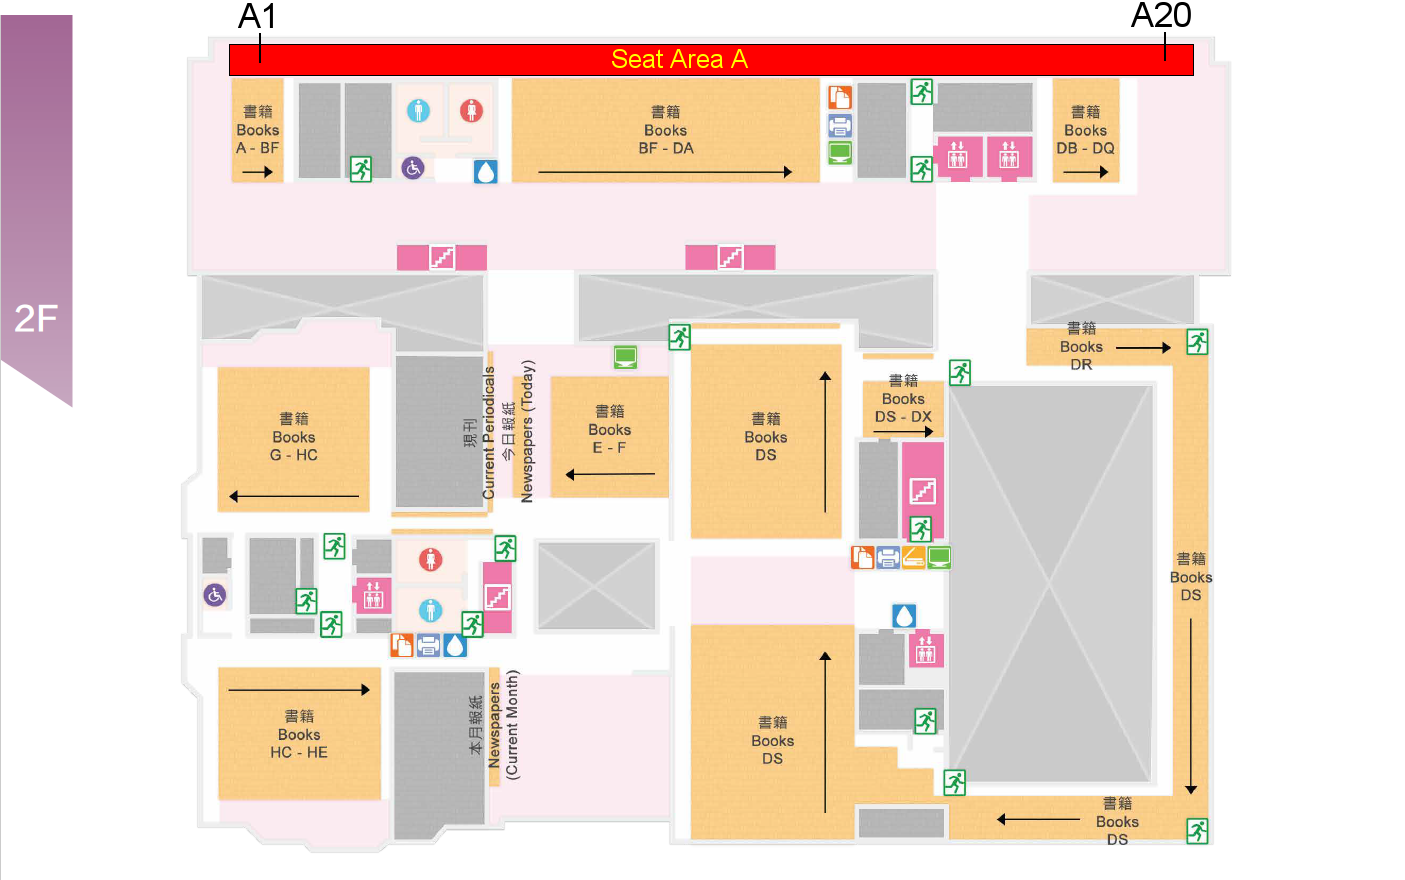 A1
A20
Seat Area A
書籍
Books
A - BF
書籍
Books
BF - DA
書籍
Books
DB - DQ
2F
書籍
Books
DR
書籍
Books
G - HC
現刊
Current Periodicals
今日報紙
Newspapers (Today)
書籍
Books
E - F
書籍
Books
DS
書籍
Books
DS - DX
書籍
Books
DS
書籍
Books
HC - HE
本月報紙
Newspapers
(Current Month)
書籍
Books
DS
書籍
Books
DS